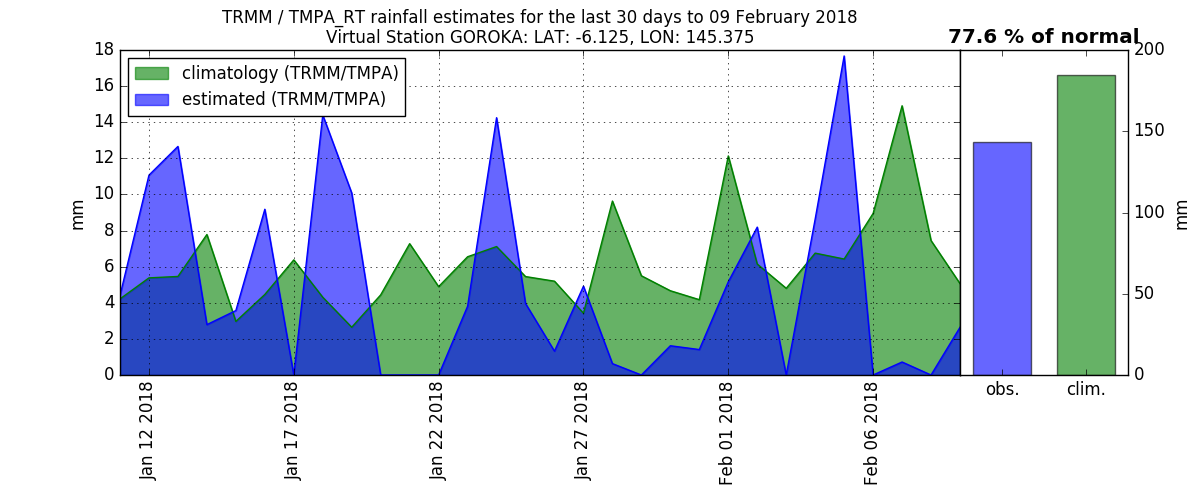 TRMM / TMPA_RT rainfall estimates for the last 30 days to 09 February 2018
Virtual Station GOROKA: LAT: -6.125, LON: 145.375
77.6 % of normal
climatology (TRMM/TMPA)
estimated (TRMM/TMPA)
18
16
14
12
10
8
6
4
2
0
mm
Jan 12 2018
Jan 17 2018
Jan 22 2018
Jan 27 2018
Feb 01 2018
Feb 06 2018
200
150
100
50
0
mm
obs.
clim.